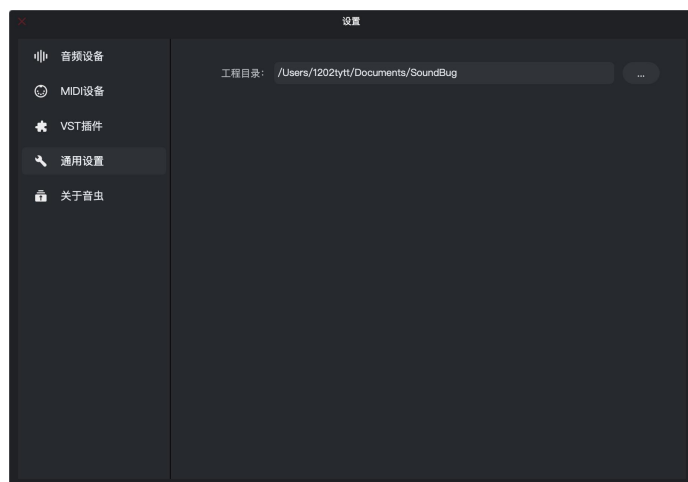 设置
音频设备
MIDI设备
VST插件
通用设置
关于音虫
工程目录： /Users/1202tytt/Documents/SoundBug ...